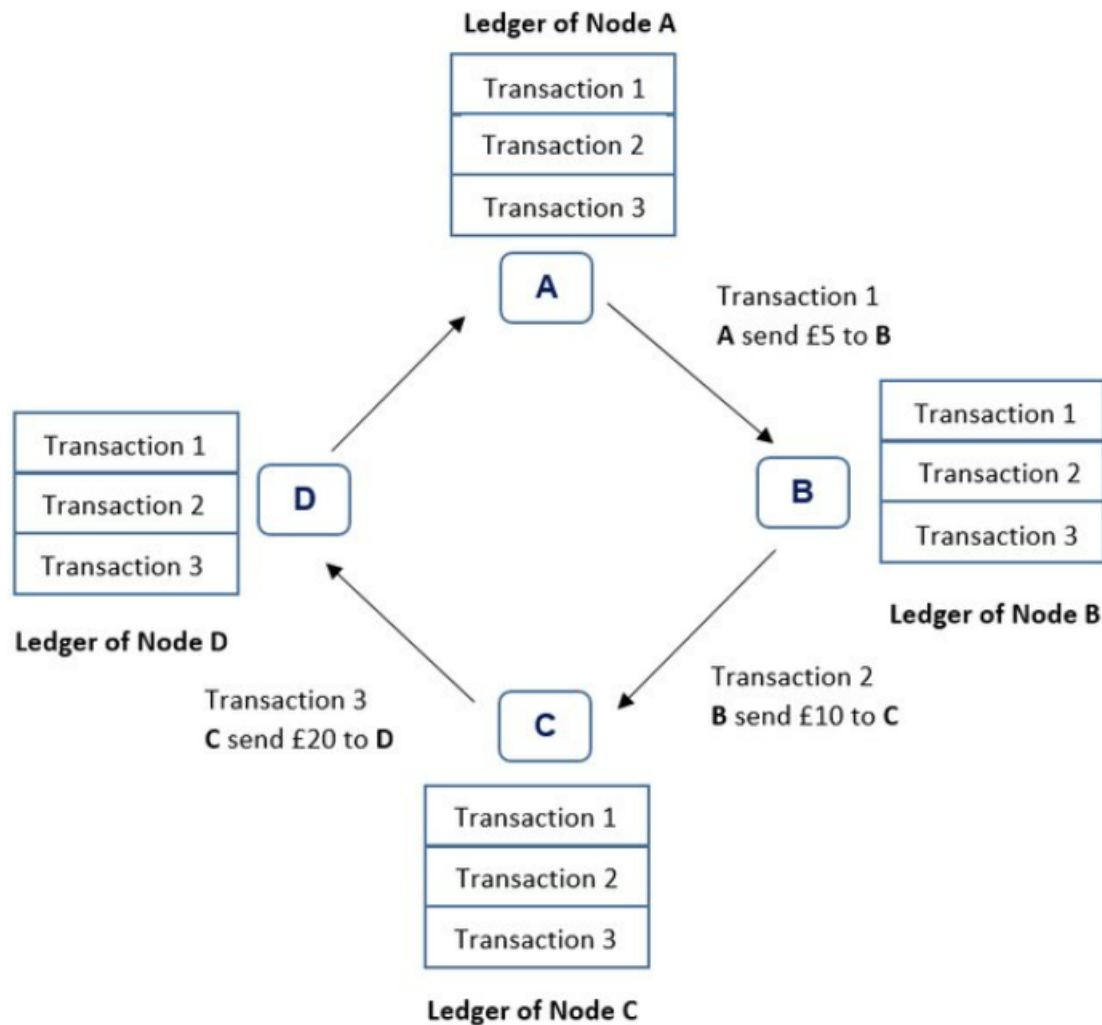 Ledger of Node A
Transaction 1
Transaction 2
Transaction 3
A
Transaction 1
A send £5 to B
Transaction 1
Transaction 2
Transaction 3
B
Ledger of Node B
Transaction 1
Transaction 2
Transaction 3
D
Ledger of Node D
Transaction 2
B send £10 to C
Transaction 3
C send £20 to D
C
Transaction 1
Transaction 2
Transaction 3
Ledger of Node C